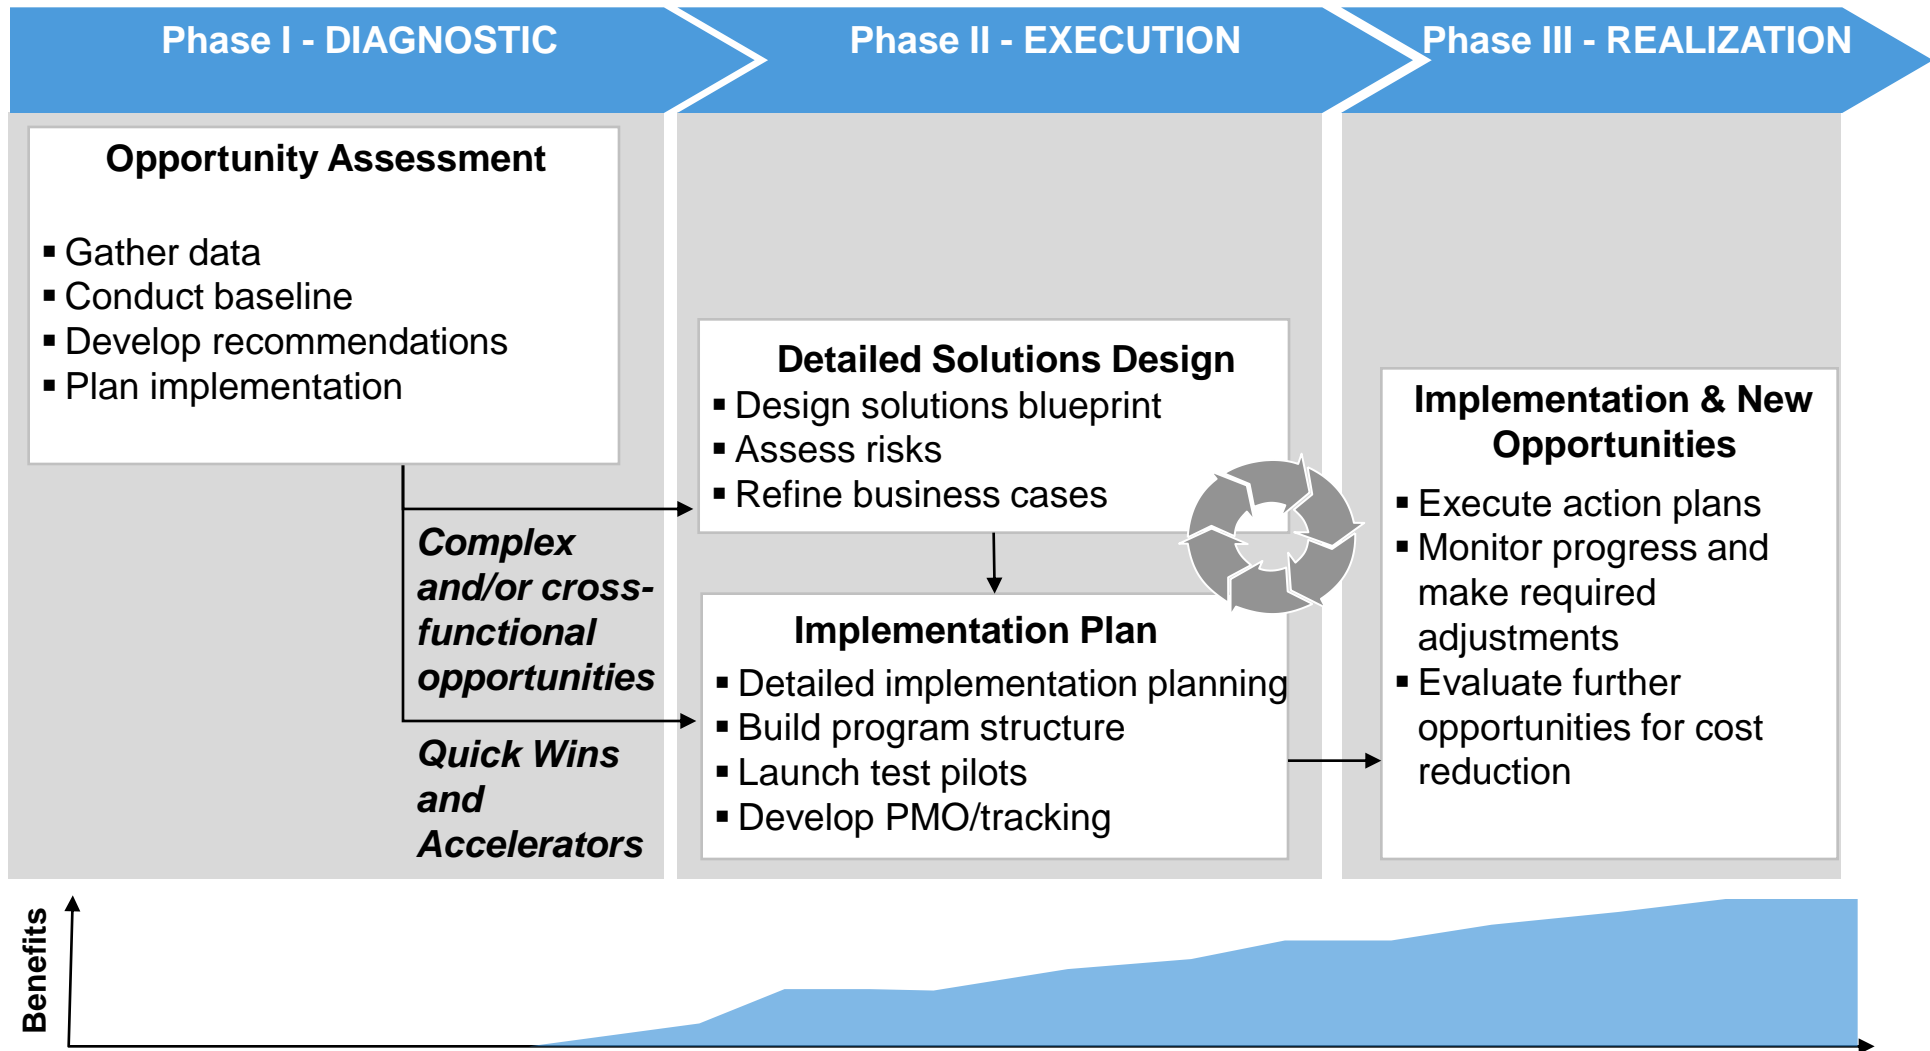 Phase I - DIAGNOSTIC
Phase II - EXECUTION
Phase III - REALIZATION
Opportunity Assessment
▪ Gather data
▪ Conduct baseline
▪ Develop recommendations
▪ Plan implementation
Complex
and/or cross-
functional
opportunities
Quick Wins
and
Accelerators
Detailed Solutions Design
▪ Design solutions blueprint
▪ Assess risks
▪ Refine business cases
Implementation Plan
▪ Detailed implementation planning
▪ Build program structure
▪ Launch test pilots
▪ Develop PMO/tracking
Implementation & New
Opportunities
▪ Execute action plans
▪ Monitor progress and
make required
adjustments
▪ Evaluate further
opportunities for cost
reduction
Benefits